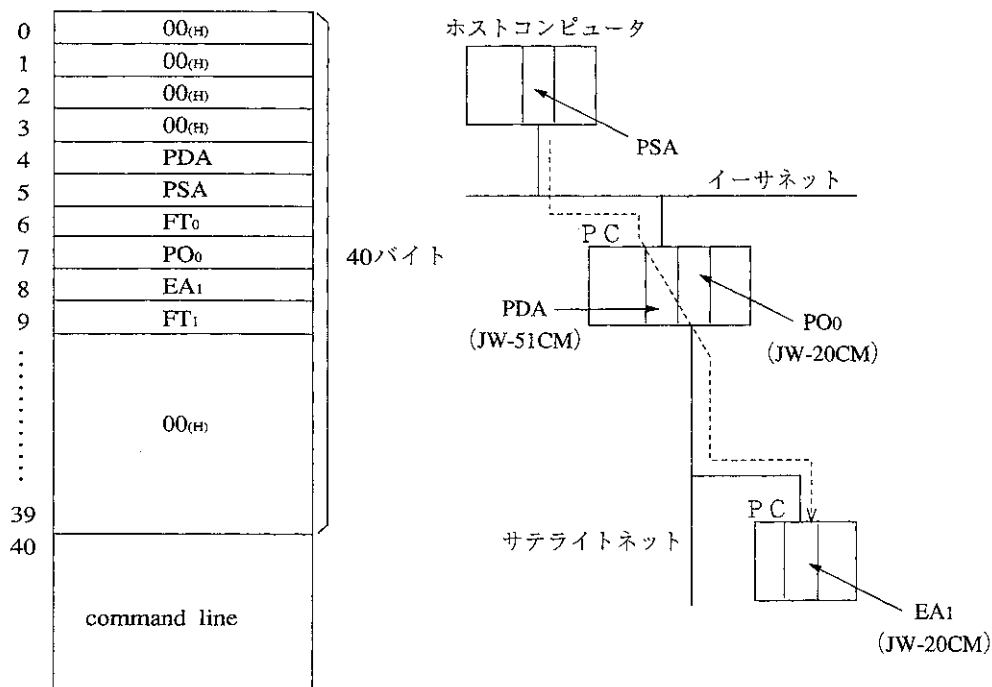 0 00(H)
1 00(H)
2 00(H)
3 00(H)
4 PDA
5 PSA
6 FT0
7 PO0
8 EA1
9 FT1
00(H)
39
40
command line
40バイト
ホストコンピュータ
PSA
イーサネット
PC
PDA
(JW-51CM)
PO0
(JW-20CM)
サテライトネット
PC
EA1
(JW-20CM)